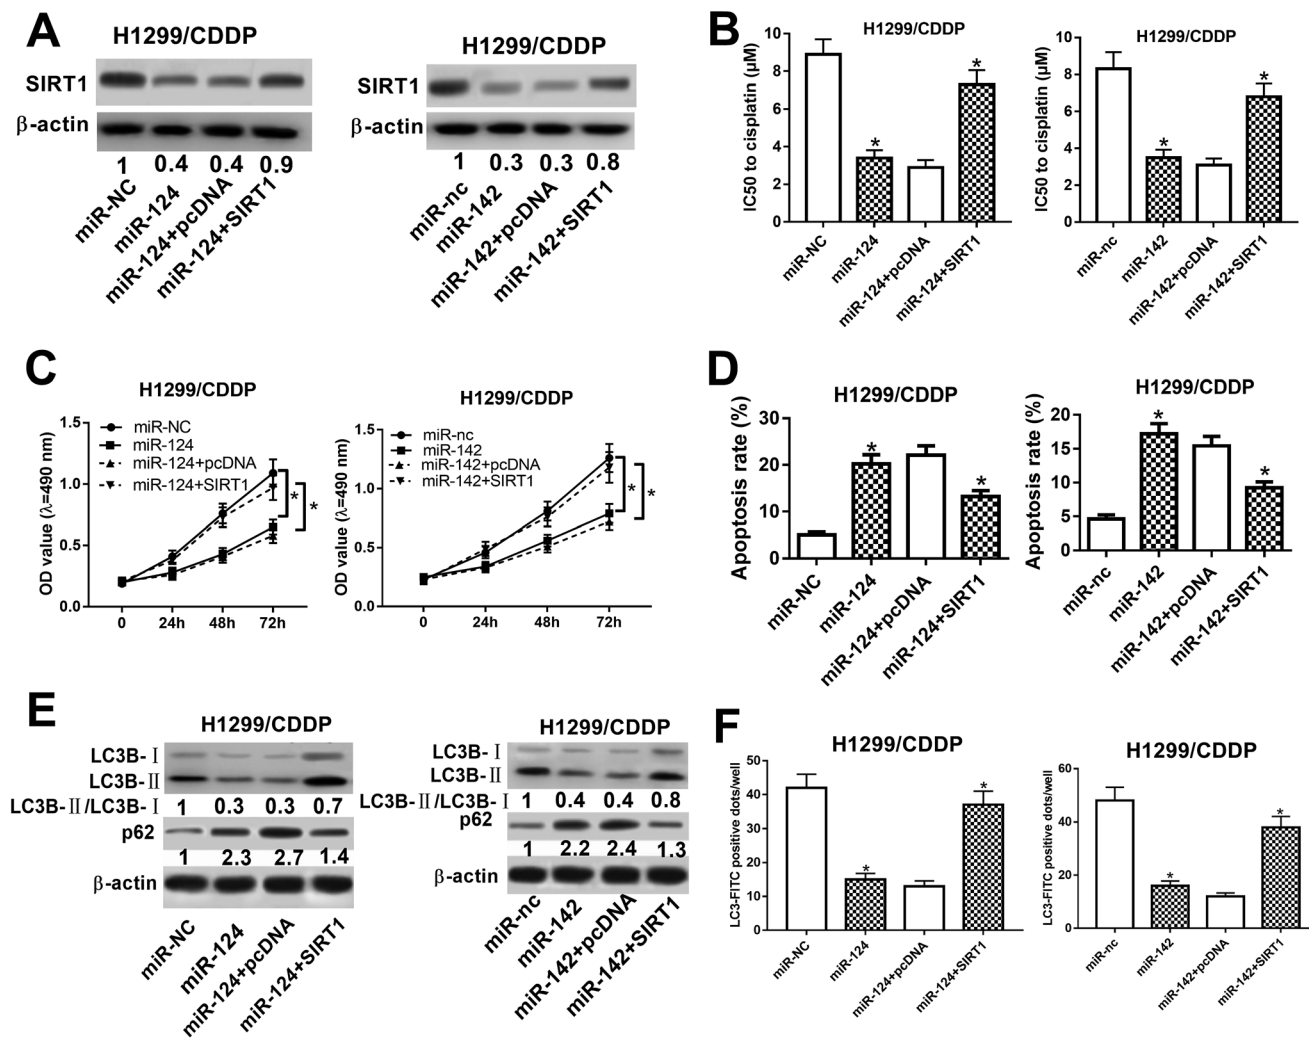 A
H1299/CDDP
SIRT1
β-actin
1 0.4 0.4 0.9
miR-NC
miR-124
miR-124+pcDNA
miR-124+SIRT1
H1299/CDDP
SIRT1
β-actin
1 0.3 0.3 0.8
miR-nc
miR-142
miR-142+pcDNA
miR-142+SIRT1
B
H1299/CDDP
IC50 to cisplatin (μM)
10
8
6
4
2
0
*
*
miR-NC
miR-124
miR-124+pcDNA
miR-124+SIRT1
H1299/CDDP
IC50 to cisplatin (μM)
10
8
6
4
2
0
*
*
miR-nc
miR-142
miR-142+pcDNA
miR-142+SIRT1
C
H1299/CDDP
OD value (λ=490 nm)
1.5
1.0
0.5
0.0
miR-NC
miR-124
miR-124+pcDNA
miR-124+SIRT1
*
*
0 24h 48h 72h
H1299/CDDP
OD value (λ=490 nm)
1.5
1.0
0.5
0.0
miR-nc
miR-142
miR-142+pcDNA
miR-142+SIRT1
*
*
0 24h 48h 72h
D
H1299/CDDP
Apoptosis rate (%)
30
20
10
0
*
*
miR-NC
miR-124
miR-124+pcDNA
miR-124+SIRT1
H1299/CDDP
Apoptosis rate (%)
20
15
10
5
0
*
*
miR-nc
miR-142
miR-142+pcDNA
miR-142+SIRT1
E
H1299/CDDP
LC3B-Ⅰ
LC3B-Ⅱ
LC3B-Ⅱ/LC3B-Ⅰ 1 0.3 0.3 0.7
p62
1 2.3 2.7 1.4
β-actin
miR-NC
miR-124
miR-124+pcDNA
miR-124+SIRT1
H1299/CDDP
LC3B-Ⅰ
LC3B-Ⅱ
LC3B-Ⅱ/LC3B-Ⅰ 1 0.4 0.4 0.8
p62
1 2.2 2.4 1.3
β-actin
miR-nc
miR-142
miR-142+pcDNA
miR-142+SIRT1
F
H1299/CDDP
LC3-FITC positive dots/well
50
40
30
20
10
0
*
*
miR-NC
miR-124
miR-124+pcDNA
miR-124+SIRT1
H1299/CDDP
LC3-FITC positive dots/well
60
40
20
0
*
*
miR-nc
miR-142
miR-142+pcDNA
miR-142+SIRT1